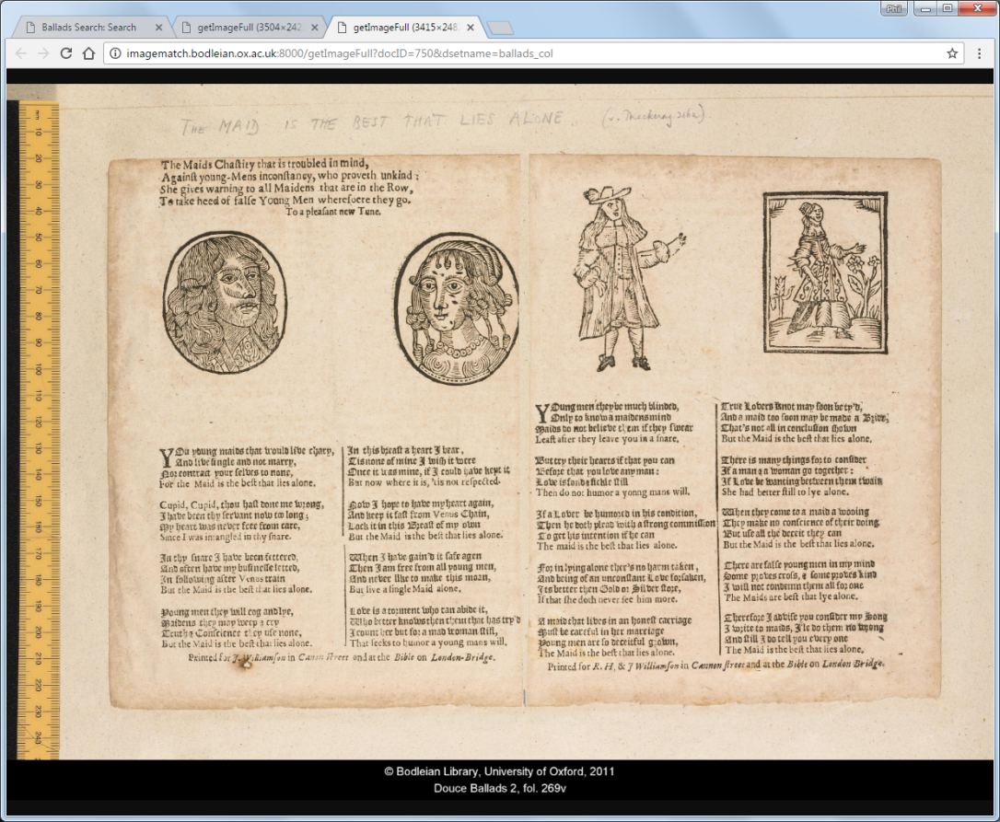 Phil
Ballads Search: Search
getImageFull (3504×242
getImageFull (3415×248
imagematch.bodleian.ox.ac.uk:8000/getImageFull?docID=750&dsetname=ballads_col
THE MAID IS THE BEST THAT LIES ALONE.
The Maids Chaſtity that is troubled in mind,
Againſt young-Mens inconſtancy, who proveth unkind;
She gives warning to all Maidens that are in the Row,
To take heed of falſe Young Men whereſoere they go.
To a pleaſant new Tune.
YOu young maids that would live chary,
And live ſingle and not marry,
Nor contract your ſelves to none,
For the Maid is the beſt that lies alone.
Cupid, Cupid, thou haſt done me wrong,
I have been thy ſervant now too long;
My heart was never free from care,
Since I was intangled in thy ſnare.
In thy ſnare I have been fettered,
And often have my buſineſſe letted,
In following after Venus train
But the Maid is the beſt that lies alone.
Young men they will cog and lye,
Maidens they may weep & cry
Truth & Conſcience they uſe none,
But the Maid is the beſt that lies alone.
In this breaſt a heart I bear,
Tis none of mine I wiſh it were
Once it was mine, if I could have kept it
But now where it is, 'tis not reſpected.
Now I hope to have my heart again,
And keep it faſt from Venus Chain,
Lock it in this Breaſt of my own
But the Maid is the beſt that lies alone.
When I have gain'd it ſafe agen
Then I am free from all young men,
And never like to make this moan,
But live a ſingle Maid alone.
Love is a torment who can abide it,
Who better knows then them that has try'd
I count her but for a mad woman ſtill,
That ſeeks to humor a young mans will.
Printed for J. Williamson in Canon Street and at the Bible on London-Bridge.
YOung men they be much blinded,
Only to know a maidens mind
Maids do not believe them if they ſwear
Leaſt after they leave you in a ſnare,
But try their hearts if that you can
Before that you love any man:
Love is fond & fickle ſtill
Then do not humor a yonng mans will.
If a Lover be humored in his condition,
Then he doth plead with a ſtrong commiſſion
To get his intention if he can
The maid is the beſt that lies alone.
For in lying alone ther's no harm taken,
And being of an unconſtant Love forſaken,
Its better then Gold or Silver ſtore,
If that ſhe doth never ſee him more.
A maid that lives in an honeſt carriage
Muſt be careful in her marriage
Young men are ſo deceitful grown,
The Maid is the beſt that lies alone.
True Lovers knot may ſoon be ty'd,
And a maid too ſoon may be made a Bride,
That's not all in concluſion ſhown
But the Maid is the beſt that lies alone.
There is many things for to conſider
If a man & a woman go together:
If Love be wanting between them twain
She had better ſtill to lye alone.
When they come to a maid a wooing
They make no conſcience of their doing
But uſe all the deceit they can
But the Maid is the beſt that lies alone.
There are falſe young men in my mind
Some proves croſs, & ſome proves kind
I will not condemn them all for one
The Maids are beſt that lye alone.
Therefore I adviſe you conſider my Song
I write to maids, I'le do them no wrong
And ſtill I do tell you every one
The Maid is the beſt that lies alone.
Printed for R. H, & J Williamson in Cannon ſtreet and at the Bible on London Bridge.
© Bodleian Library, University of Oxford, 2011
Douce Ballads 2, fol. 269v